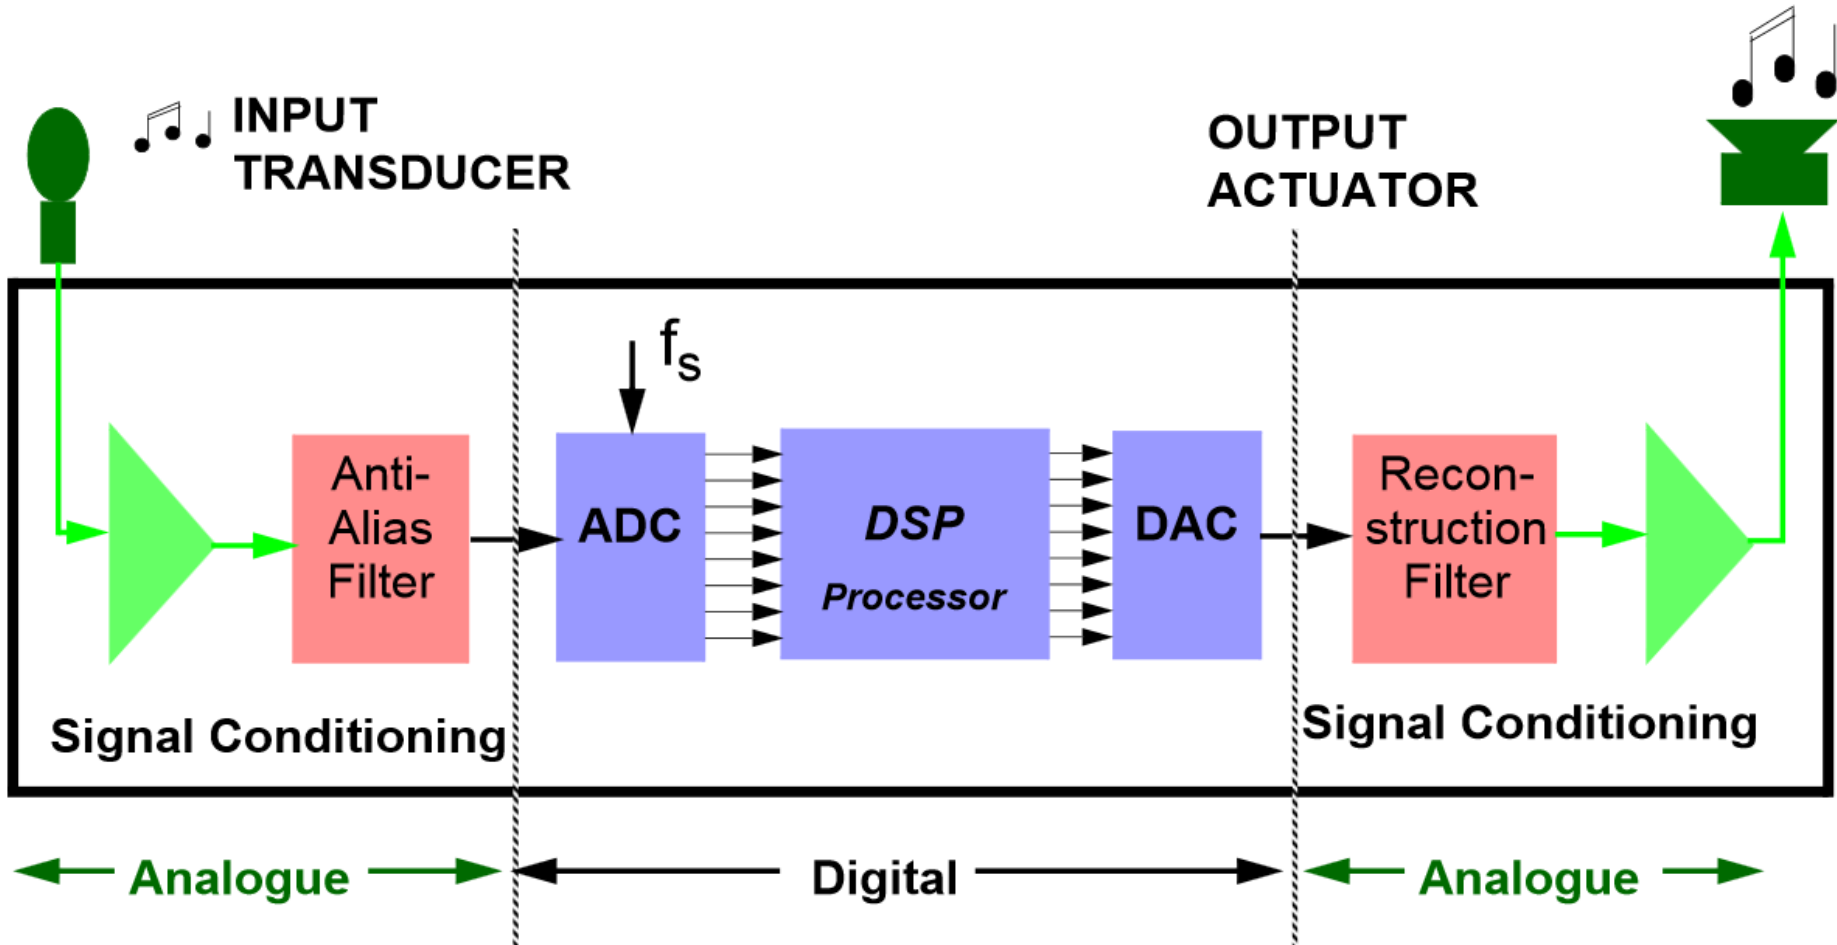 INPUT
TRANSDUCER
OUTPUT
ACTUATOR
fs
Anti-
Alias
Filter
ADC
DSP
Processor
DAC
Recon-
struction
Filter
Signal Conditioning
Signal Conditioning
Analogue
Digital
Analogue